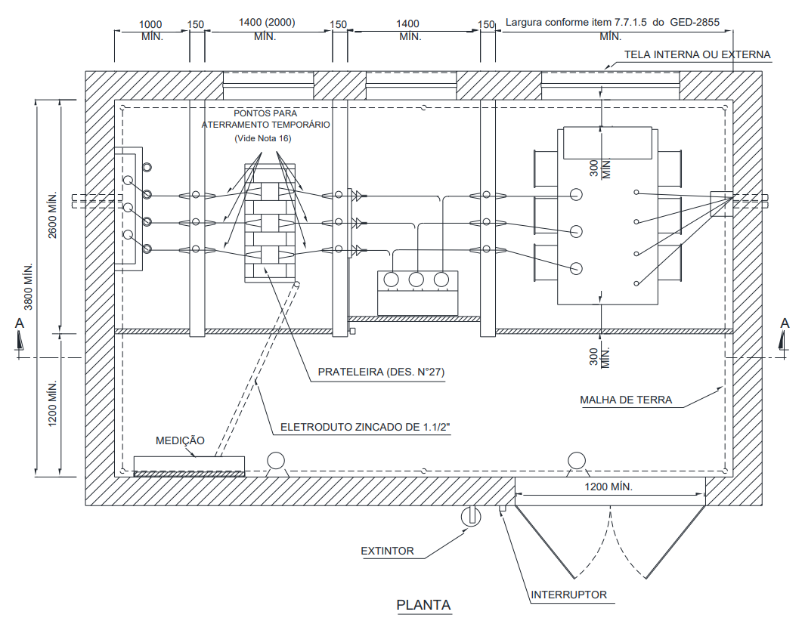 1000
MÍN.
150
1400 (2000)
MÍN.
150
1400
MÍN.
150
Largura conforme item 7.7.1.5 do GED-2855
MÍN.
TELA INTERNA OU EXTERNA
PONTOS PARA
ATERRAMENTO TEMPORÁRIO
(Vide Nota 16)
300
MÍN.
2600 MÍN.
3800 MÍN.
A
A
300
MÍN.
PRATELEIRA (DES. N°27)
1200 MÍN.
MALHA DE TERRA
ELETRODUTO ZINCADO DE 1.1/2"
MEDIÇÃO
1200 MÍN.
EXTINTOR
INTERRUPTOR
PLANTA